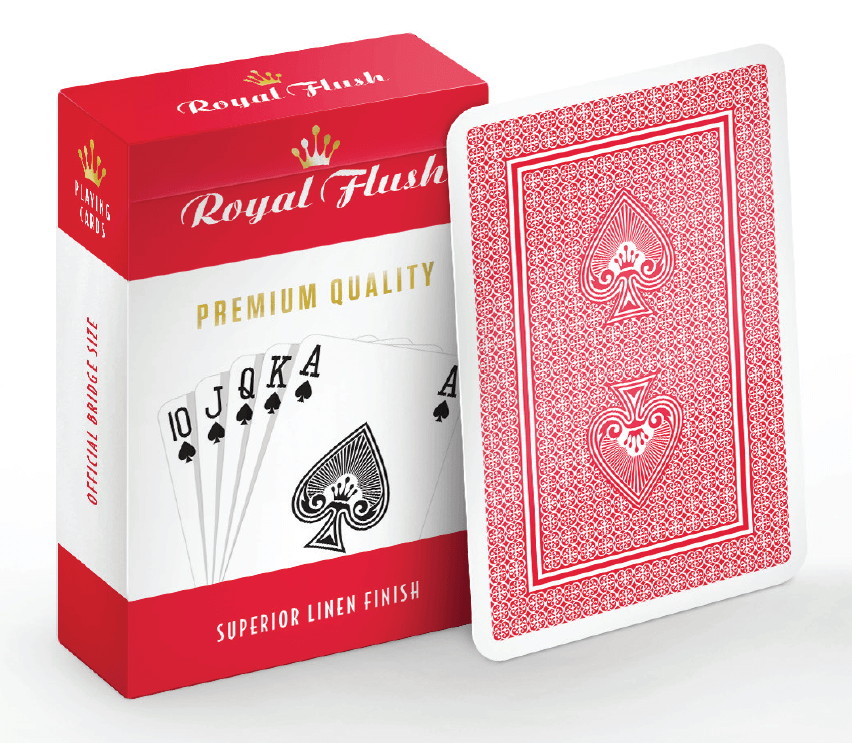 Royal Flush
Royal Flush
PLAYING
CARDS
PREMIUM QUALITY
OFFICIAL BRIDGE SIZE
10 J Q K A A
SUPERIOR LINEN FINISH